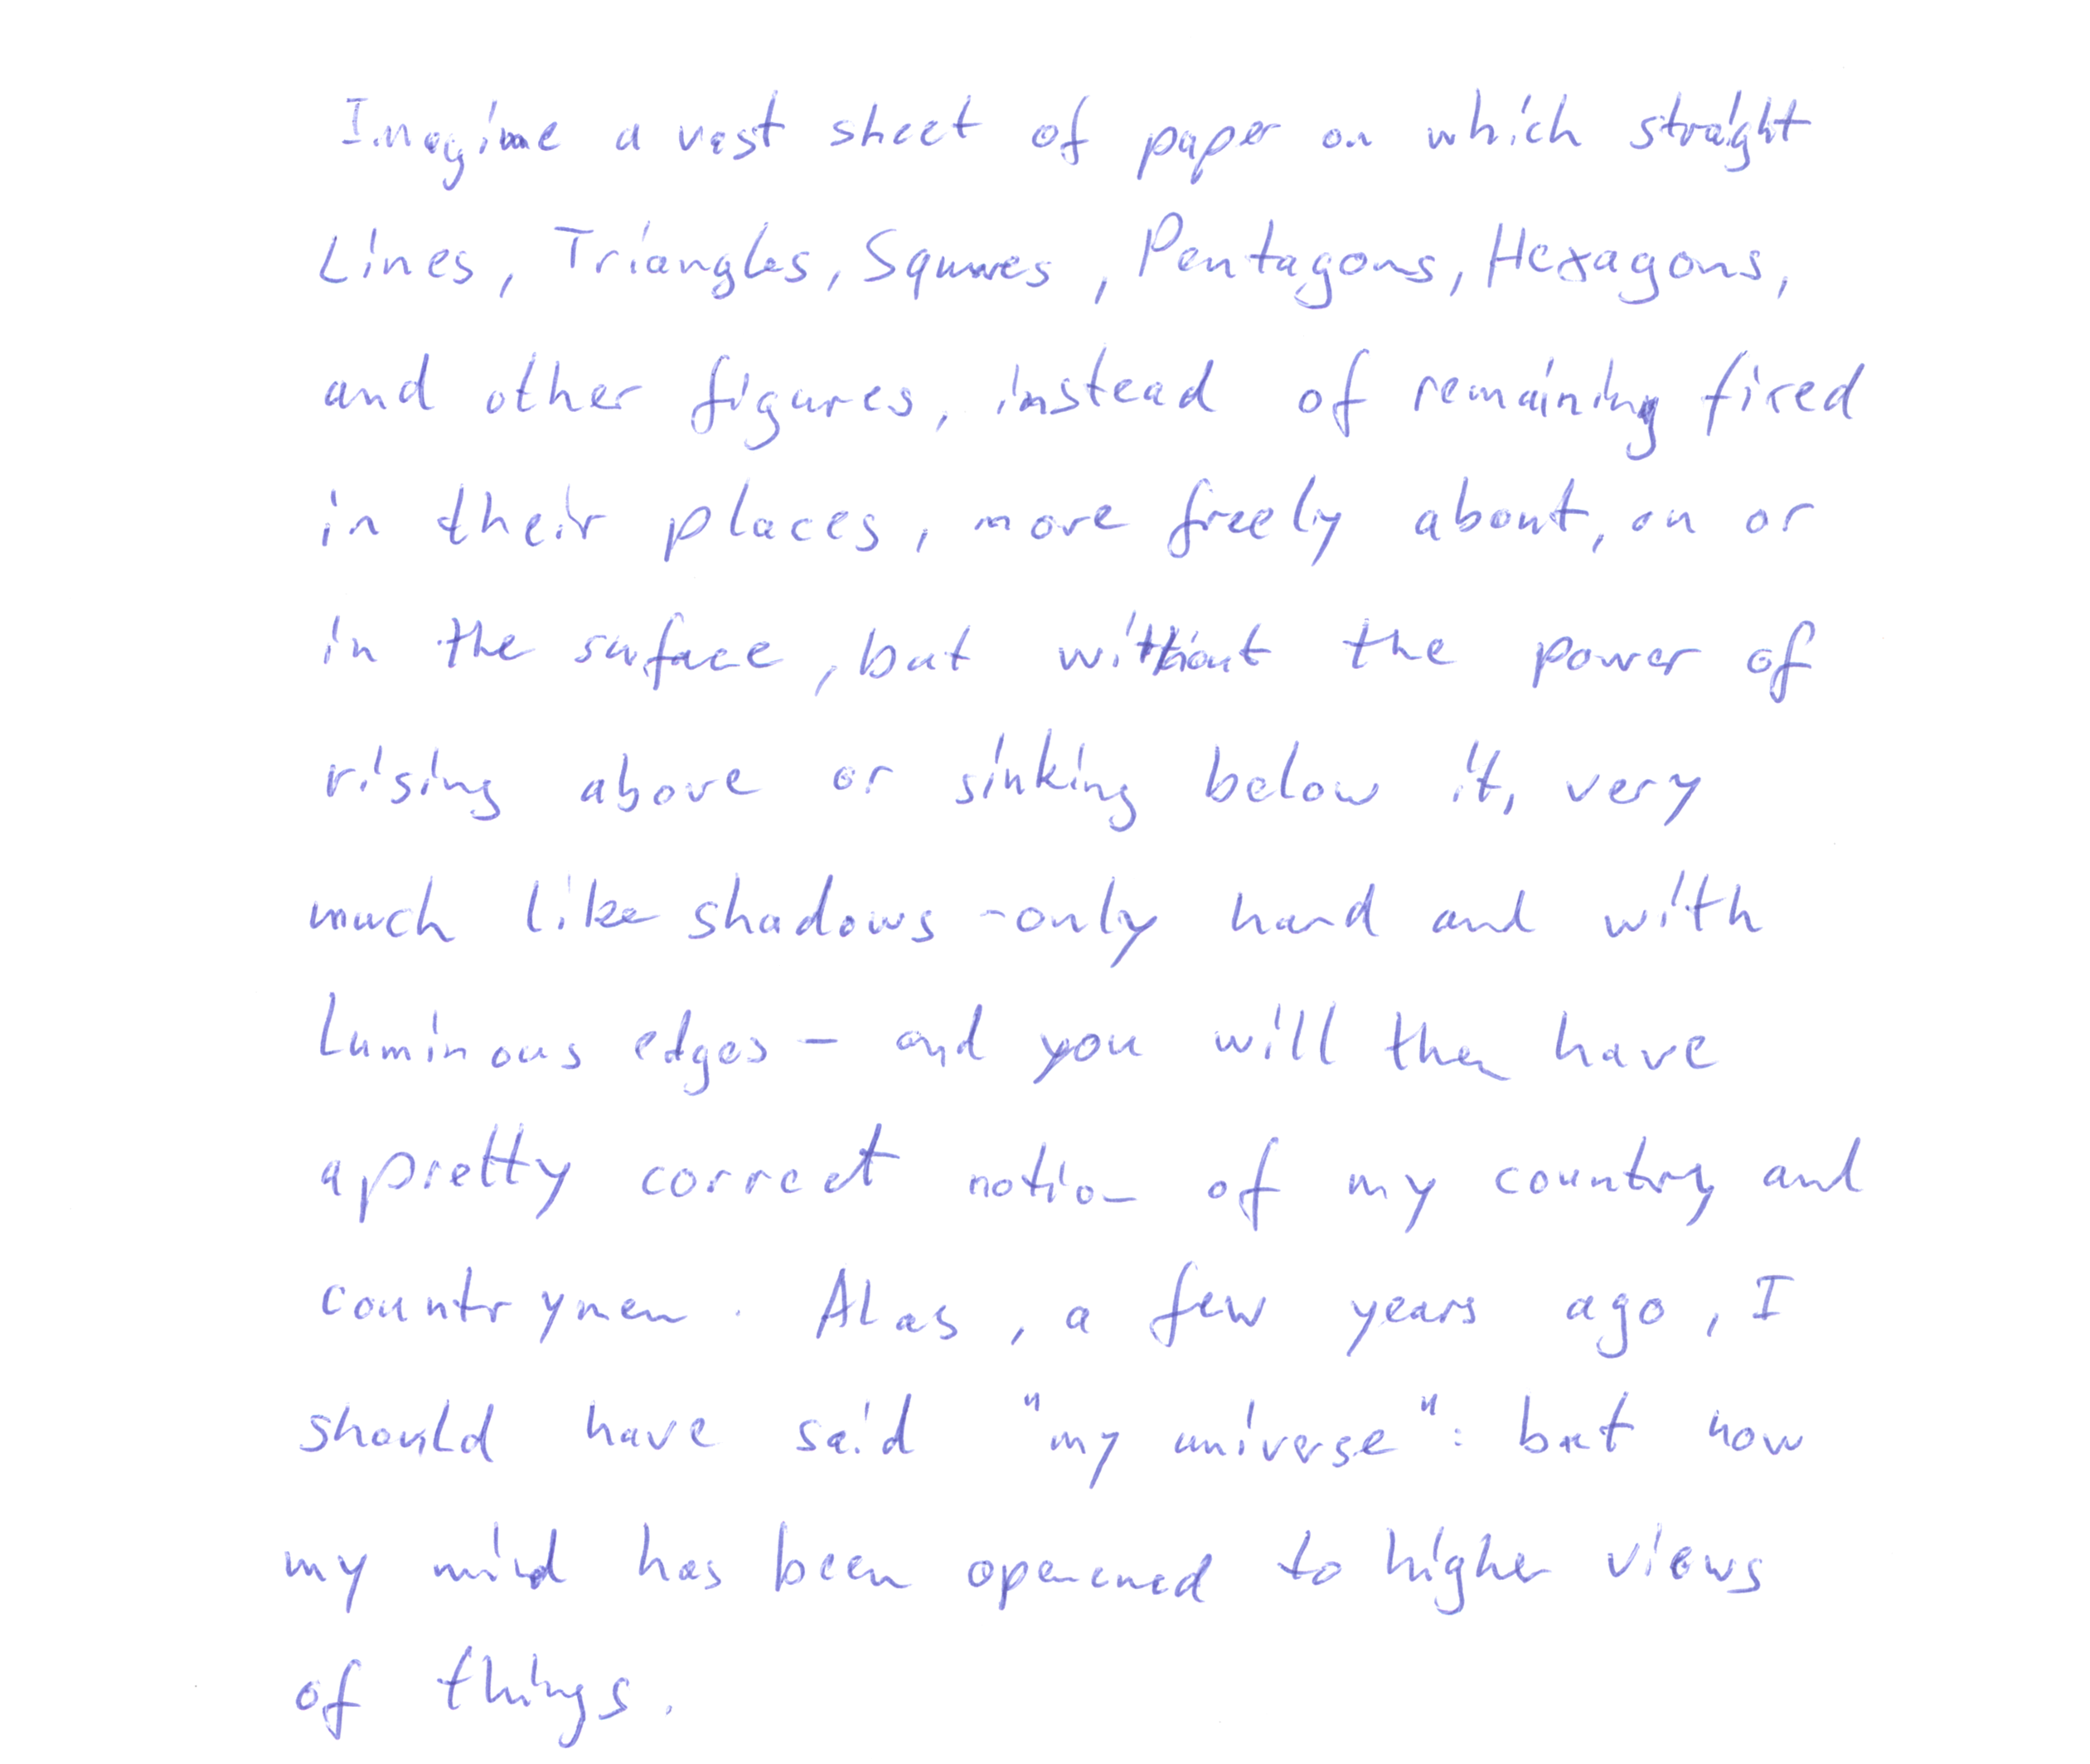 Imagine a vast sheet of paper on which straight
Lines, Triangles, Squares, Pentagons, Hexagons,
and other figures, instead of remaining fixed
in their places, move freely about, on or
in the surface, but without the power of
rising above or sinking below it, very
much like shadows - only hard and with
luminous edges - and you will then have
a pretty correct notion of my country and
countrymen. Alas, a few years ago, I
should have said "my universe": but now
my mind has been opened to higher views
of things.